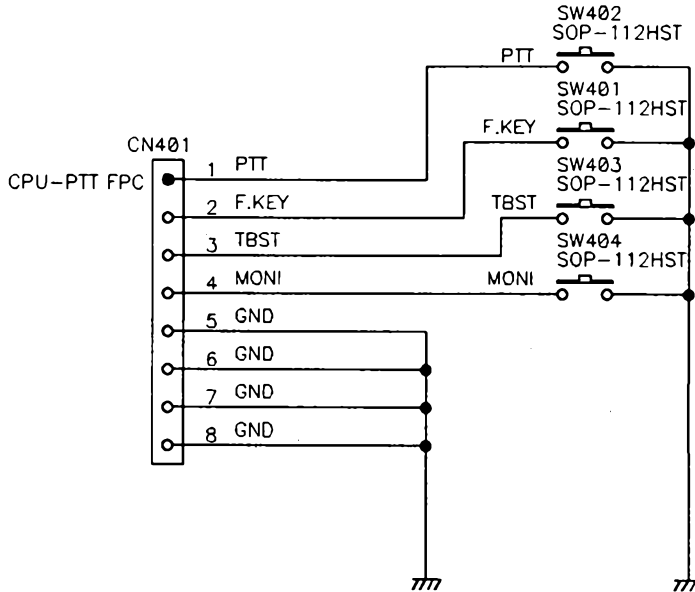 SW402
SOP-112HST
PTT
SW401
SOP-112HST
F.KEY
SW403
SOP-112HST
TBST
SW404
SOP-112HST
MONI
CN401
CPU-PTT FPC
1 PTT
2 F.KEY
3 TBST
4 MONI
5 GND
6 GND
7 GND
8 GND